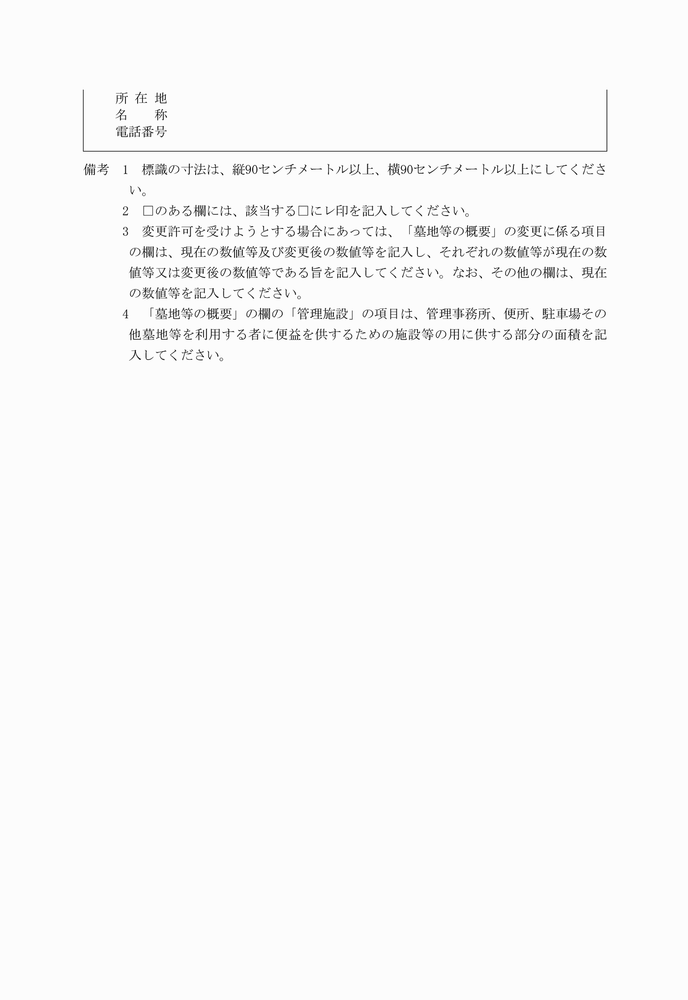 所 在 地
名　　称
電話番号
備考　1　標識の寸法は、縦90センチメートル以上、横90センチメートル以上にしてくださ
い。
2　□のある欄には、該当する□にレ印を記入してください。
3　変更許可を受けようとする場合にあっては、「墓地等の概要」の変更に係る項目
の欄は、現在の数値等及び変更後の数値等を記入し、それぞれの数値等が現在の数
値等又は変更後の数値等である旨を記入してください。なお、その他の欄は、現在
の数値等を記入してください。
4　「墓地等の概要」の欄の「管理施設」の項目は、管理事務所、便所、駐車場その
他墓地等を利用する者に便益を供するための施設等の用に供する部分の面積を記
入してください。